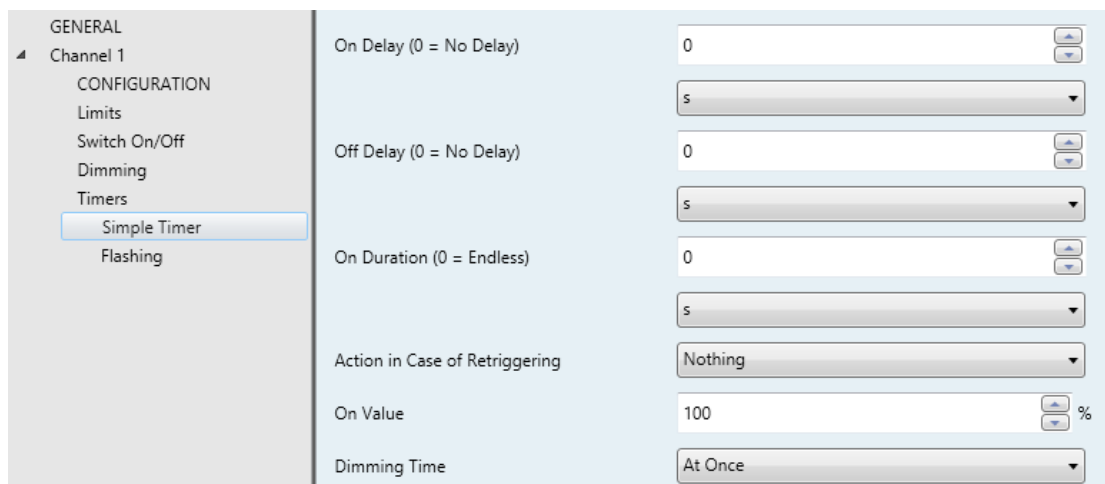 GENERAL
Channel 1
CONFIGURATION
Limits
Switch On/Off
Dimming
Timers
Simple Timer
Flashing
On Delay (0 = No Delay)
0
s
Off Delay (0 = No Delay)
0
s
On Duration (0 = Endless)
0
s
Action in Case of Retriggering
Nothing
On Value
100 %
Dimming Time
At Once